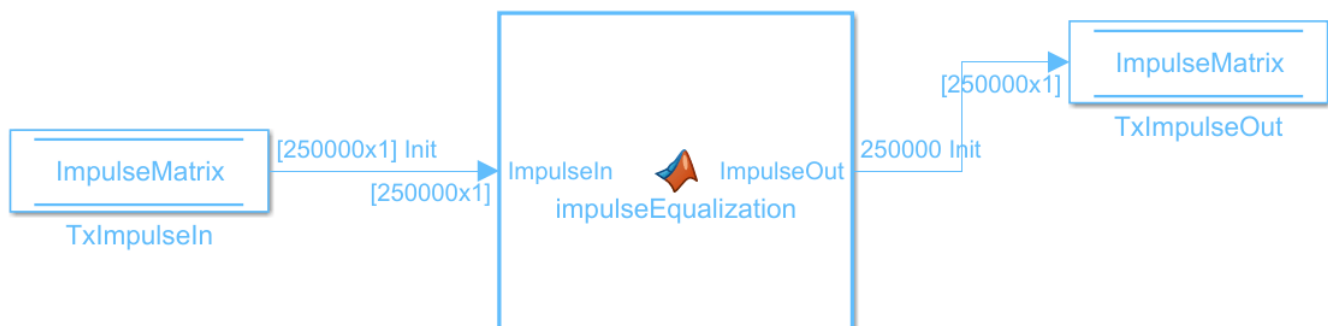 ImpulseMatrix
TxImpulseIn
[250000x1] Init
[250000x1]
ImpulseIn
ImpulseOut
impulseEqualization
250000 Init
[250000x1]
ImpulseMatrix
TxImpulseOut